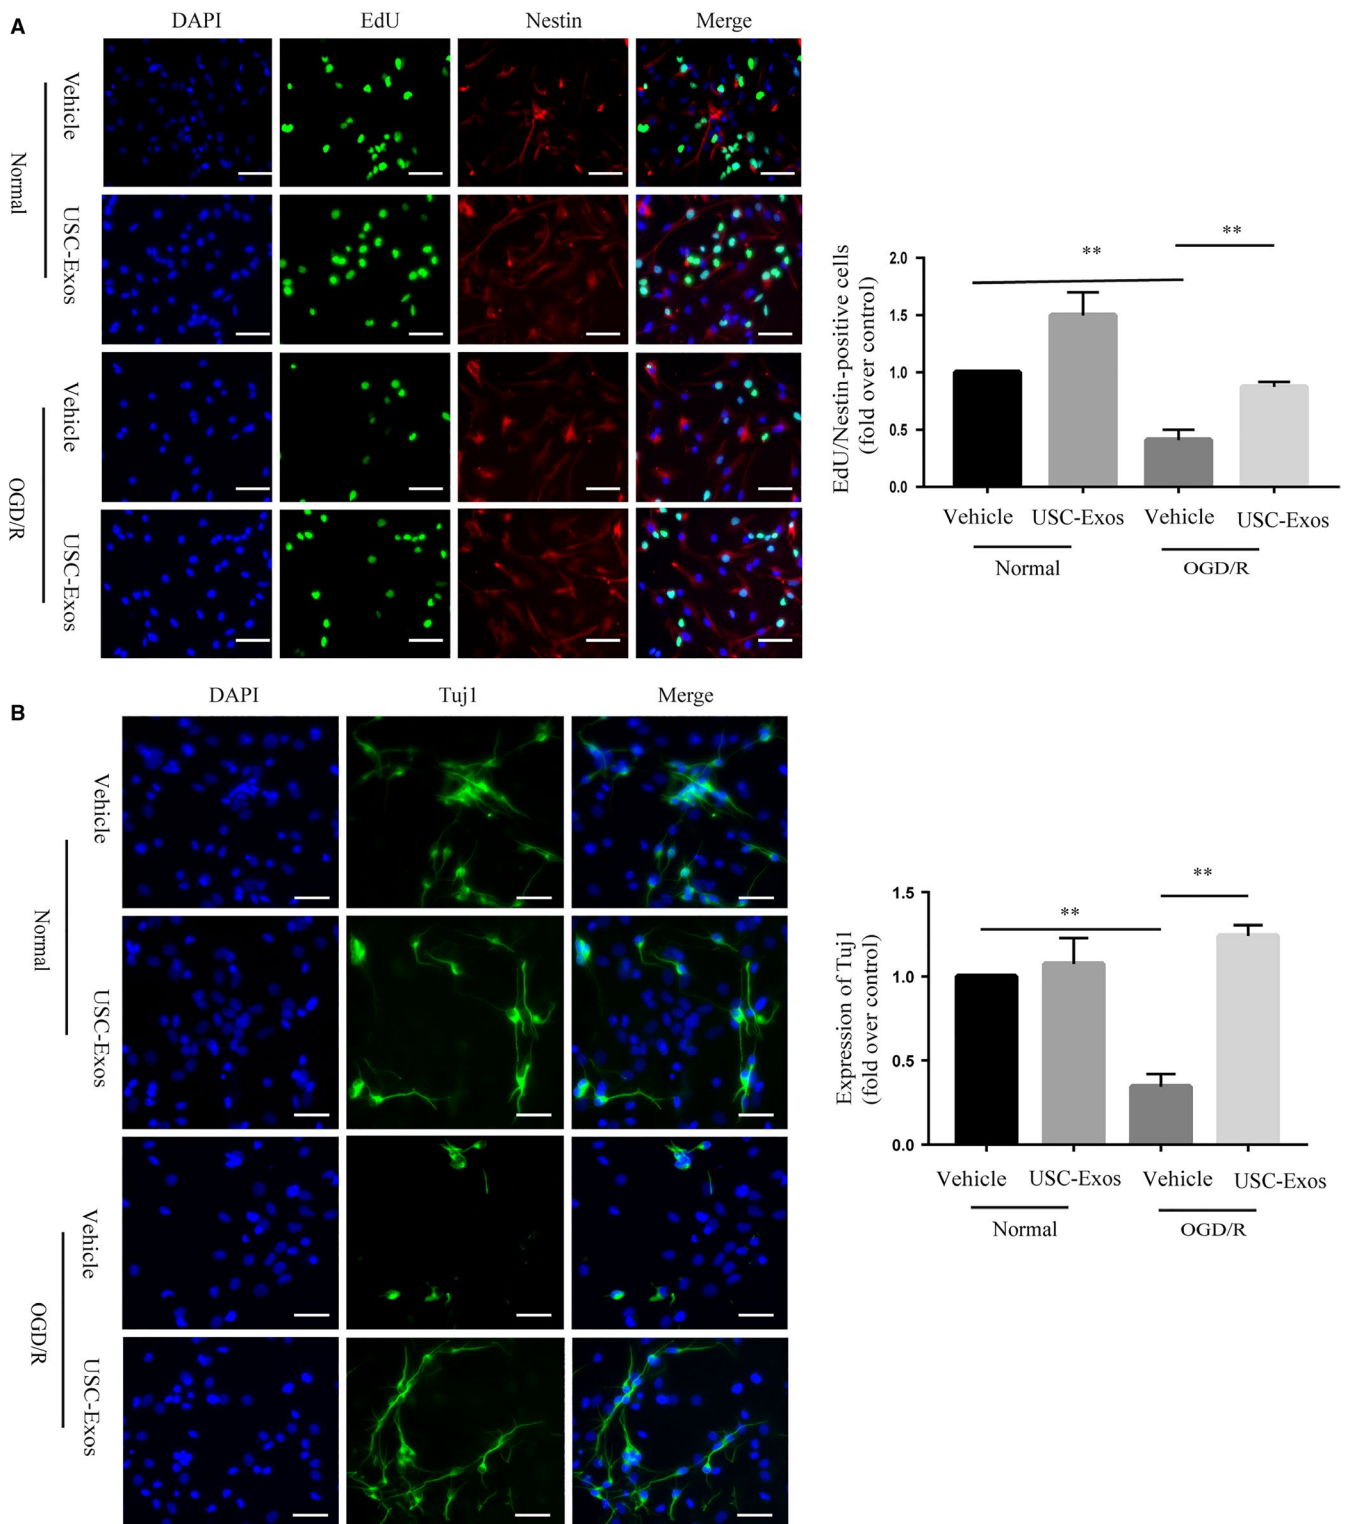 A
DAPI EdU Nestin Merge
Normal
Vehicle
USC-Exos
OGD/R
Vehicle
USC-Exos
EdU/Nestin-positive cells
(fold over control)
2.0
1.5
1.0
0.5
0.0
**
**
Vehicle USC-Exos Vehicle USC-Exos
Normal OGD/R
B
DAPI Tuj1 Merge
Normal
Vehicle
USC-Exos
OGD/R
Vehicle
USC-Exos
Expression of Tuj1
(fold over control)
1.5
1.0
0.5
0.0
**
**
Vehicle USC-Exos Vehicle USC-Exos
Normal OGD/R